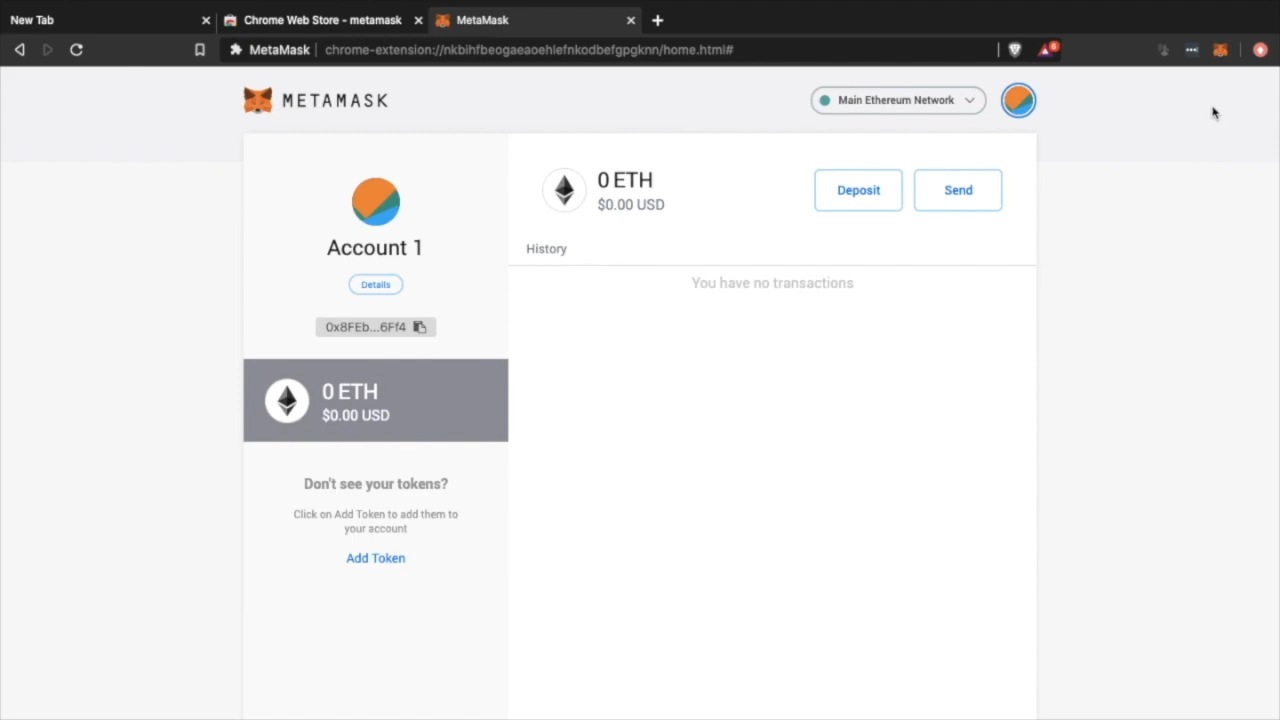 New Tab
Chrome Web Store - metamask
MetaMask
MetaMask
chrome-extension://nkbihfbeogaeaoehlefnkodbefgpgknn/home.html#
6
METAMASK
Main Ethereum Network
Account 1
Details
0x8FEb...6Ff4
0 ETH
$0.00 USD
Don't see your tokens?
Click on Add Token to add them to
your account
Add Token
0 ETH
$0.00 USD
Deposit
Send
History
You have no transactions